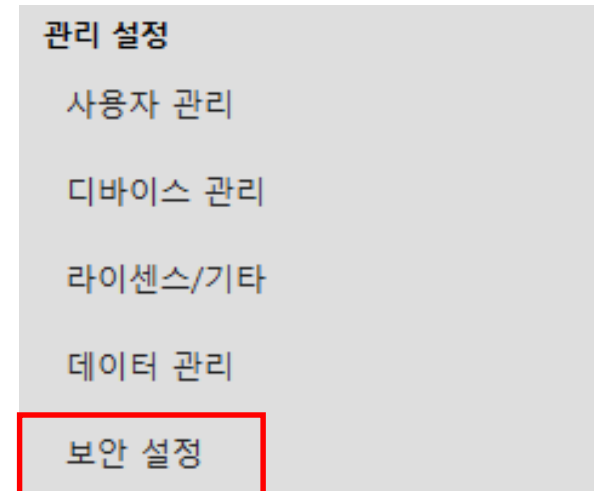 관리 설정
사용자 관리
디바이스 관리
라이센스/기타
데이터 관리
보안 설정